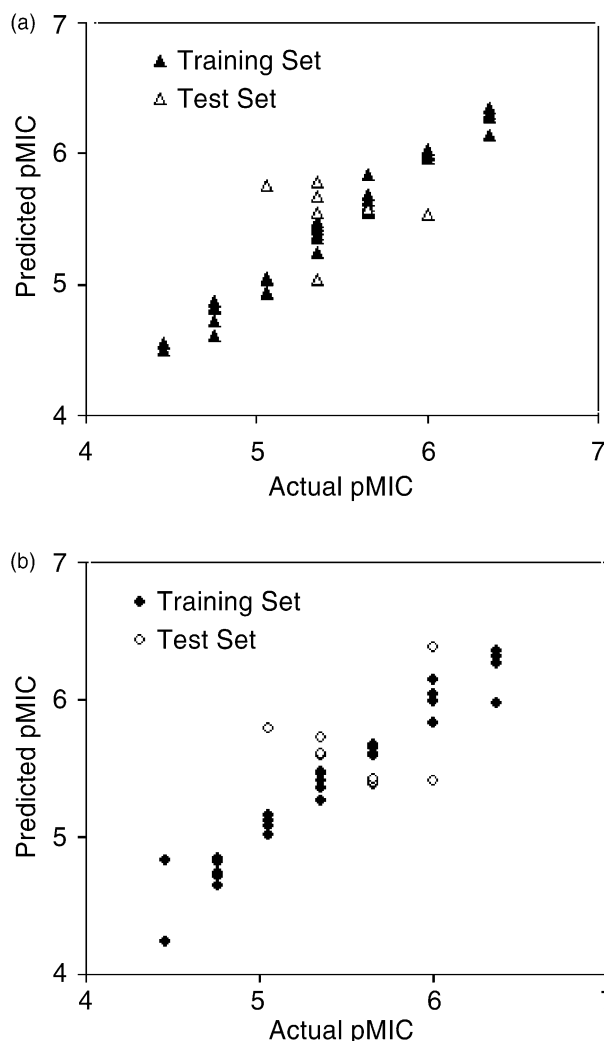 (a)
7
Training Set
Test Set
6
Predicted pMIC
5
4
4 5 6 7
Actual pMIC
(b)
7
Training Set
Test Set
6
Predicted pMIC
5
4
4 5 6 7
Actual pMIC